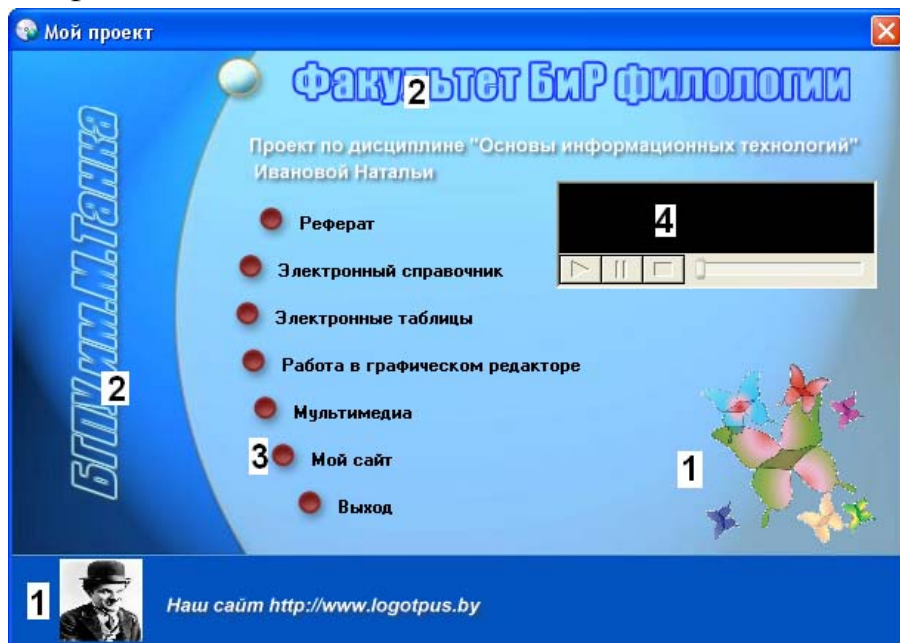 Мой проект
Факультет БиР филологии
2
БГПУ им.М.Танка
2
Проект по дисциплине "Основы информационных технологий"
Ивановой Натальи
4
Реферат
Электронный справочник
Электронные таблицы
Работа в графическом редакторе
Мультимедиа
3
Мой сайт
1
Выход
1
Наш сайт http://www.logotpus.by